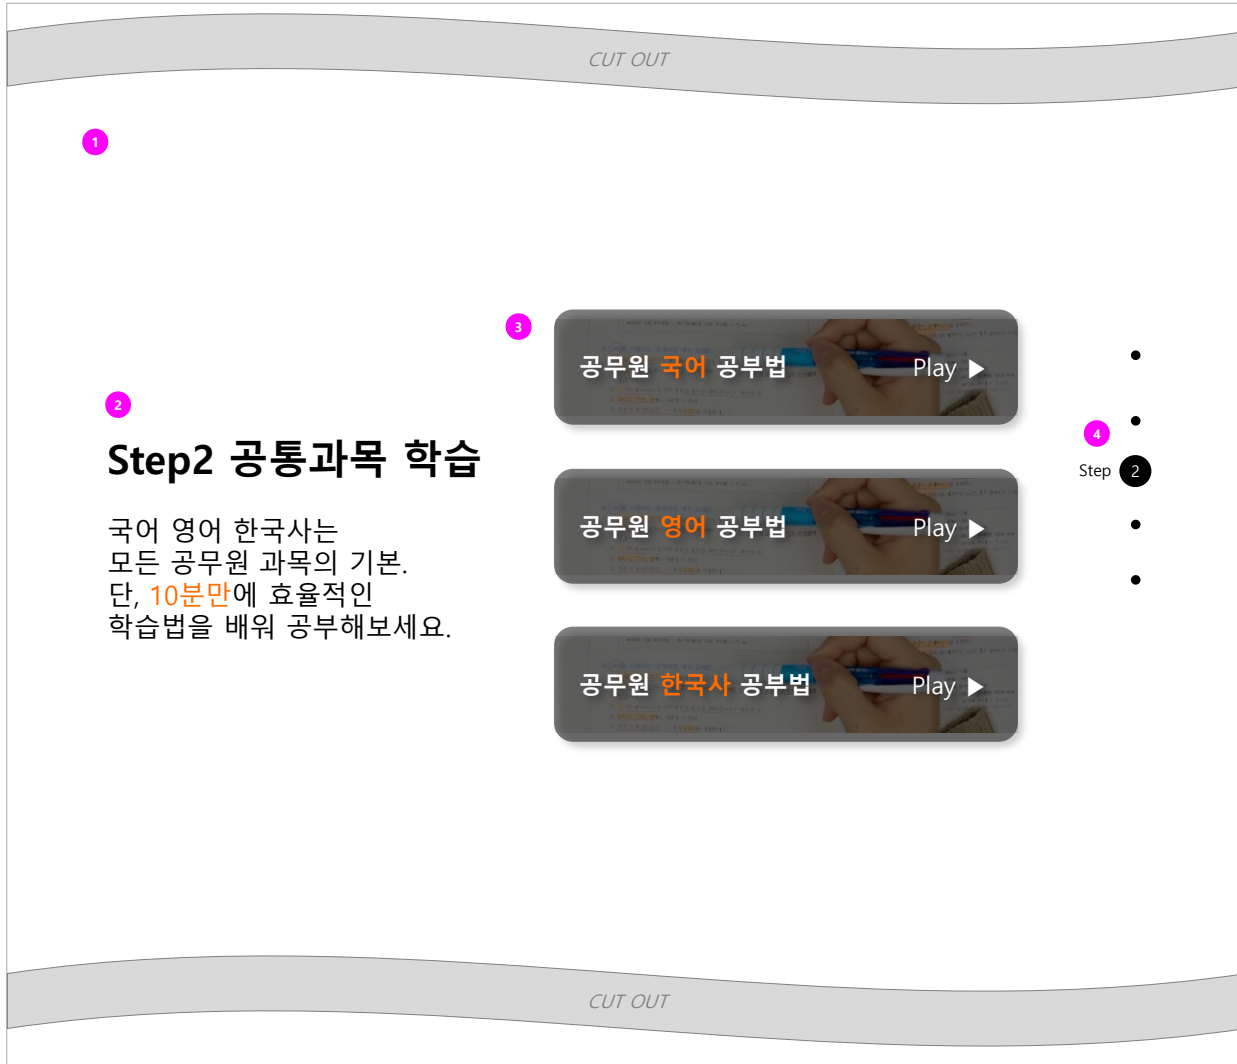 CUT OUT
1
3
공무원 국어 공부법 Play ▶
2
Step2 공통과목 학습
4
Step 2
국어 영어 한국사는
모든 공무원 과목의 기본.
단, 10분만에 효율적인
학습법을 배워 공부해보세요.
공무원 영어 공부법 Play ▶
공무원 한국사 공부법 Play ▶
CUT OUT